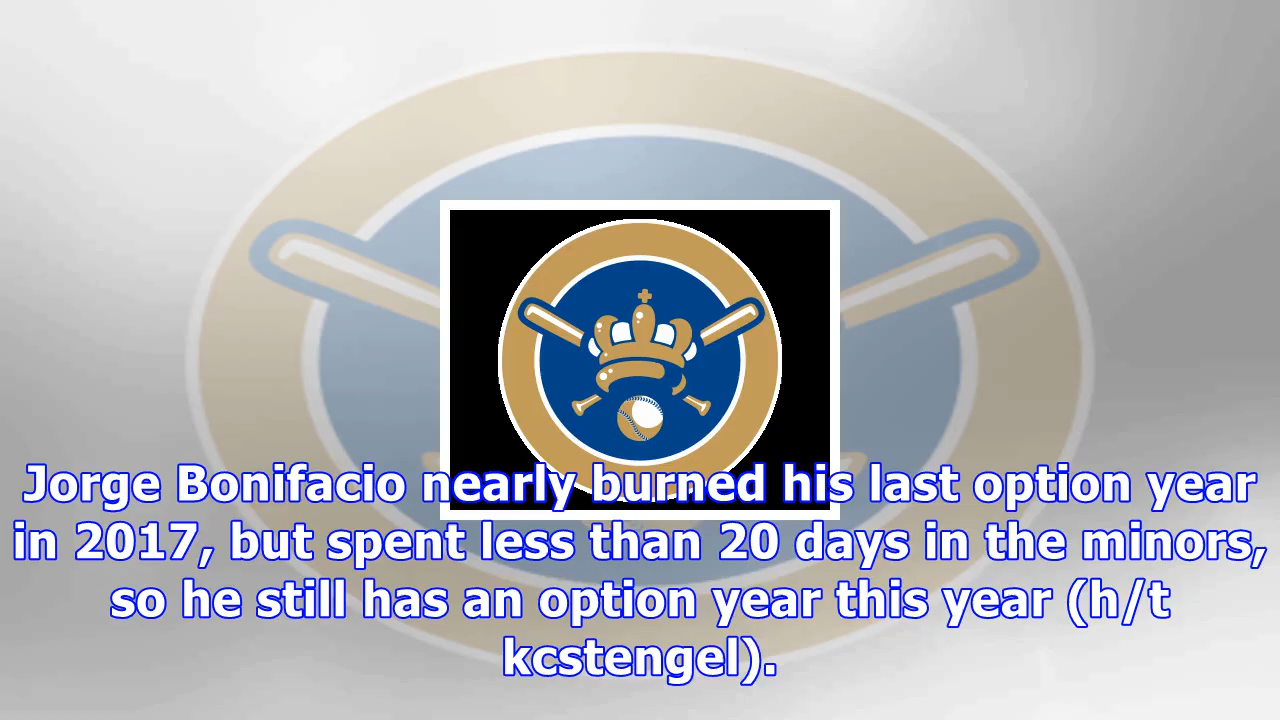 Jorge Bonifacio nearly burned his last option year
in 2017, but spent less than 20 days in the minors,
so he still has an option year this year (h/t
kcstengel).